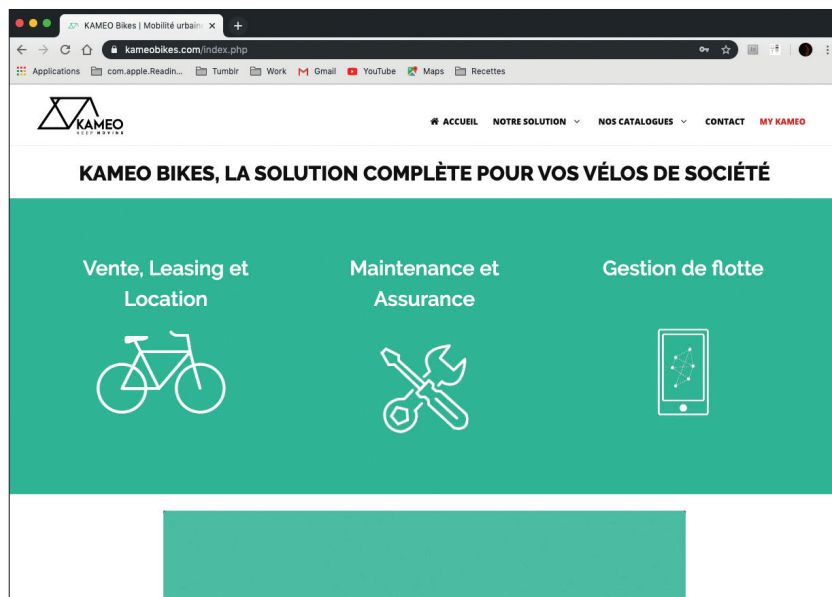 KAMEO Bikes | Mobilité urbain
kameobikes.com/index.php
Applications com.apple.Readin... Tumblr Work Gmail YouTube Maps Recettes
KAMEO
KEEP MOVING
ACCUEIL NOTRE SOLUTION NOS CATALOGUES CONTACT MY KAMEO
KAMEO BIKES, LA SOLUTION COMPLÈTE POUR VOS VÉLOS DE SOCIÉTÉ
Vente, Leasing et
Location
Maintenance et
Assurance
Gestion de flotte